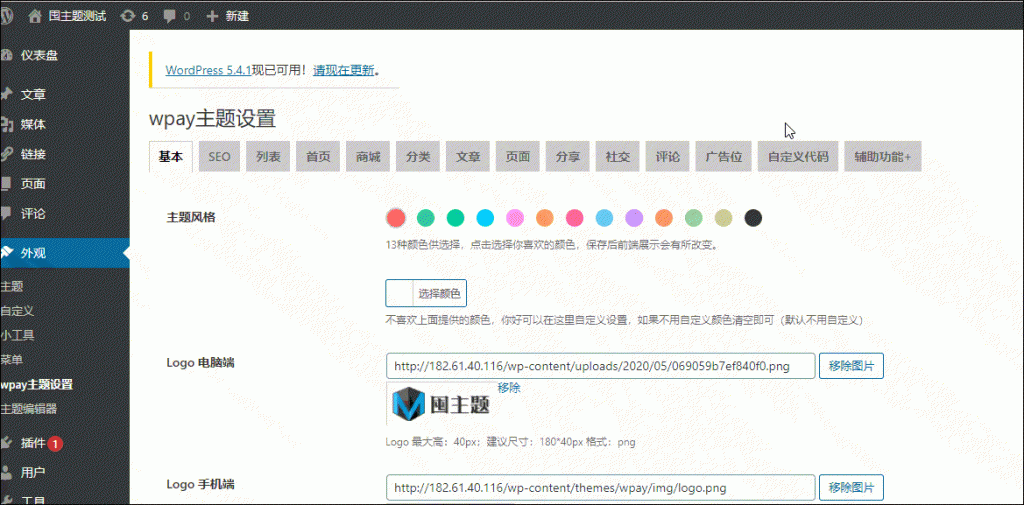 围主题测试 6 0 新建
仪表盘
文章
媒体
链接
页面
评论
外观
主题
自定义
小工具
菜单
wpay主题设置
主题编辑器
插件 1
用户
工具
WordPress 5.4.1现已可用！请现在更新。
wpay主题设置
基本 SEO 列表 首页 商城 分类 文章 页面 分享 社交 评论 广告位 自定义代码 辅助功能+
主题风格
13种颜色供选择，点击选择你喜欢的颜色，保存后前端展示会有所改变。
选择颜色
不喜欢上面提供的颜色，你好可以在这里自定义设置，如果不用自定义颜色清空即可（默认不用自定义）
Logo 电脑端
http://182.61.40.116/wp-content/uploads/2020/05/069059b7ef840f0.png 移除图片
围主题 移除
Logo 最大高：40px；建议尺寸：180*40px 格式：png
Logo 手机端
http://182.61.40.116/wp-content/themes/wpay/img/logo.png 移除图片